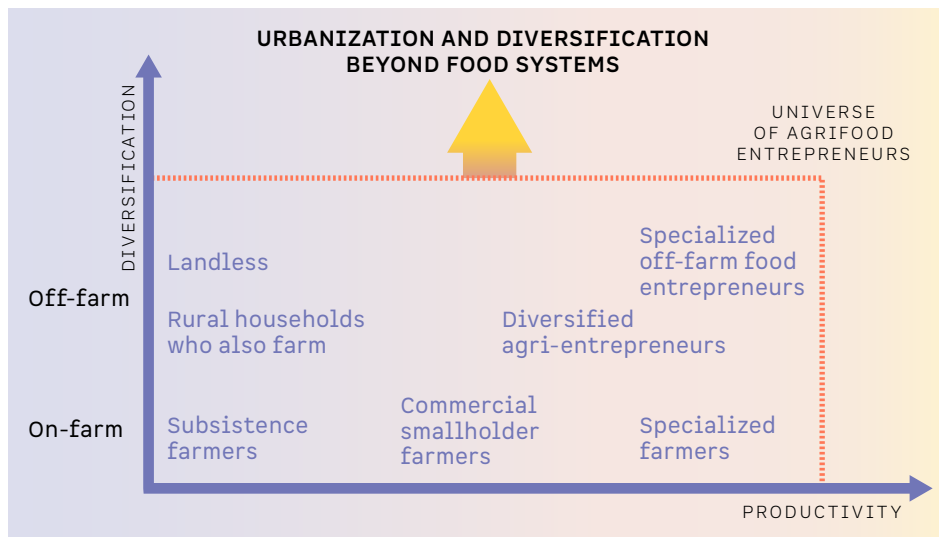 URBANIZATION AND DIVERSIFICATION
BEYOND FOOD SYSTEMS
UNIVERSE
OF AGRIFOOD
ENTREPRENEURS
DIVERSIFICATION
Off-farm
On-farm
Landless
Specialized
off-farm food
entrepreneurs
Rural households
who also farm
Diversified
agri-entrepreneurs
Subsistence
farmers
Commercial
smallholder
farmers
Specialized
farmers
PRODUCTIVITY